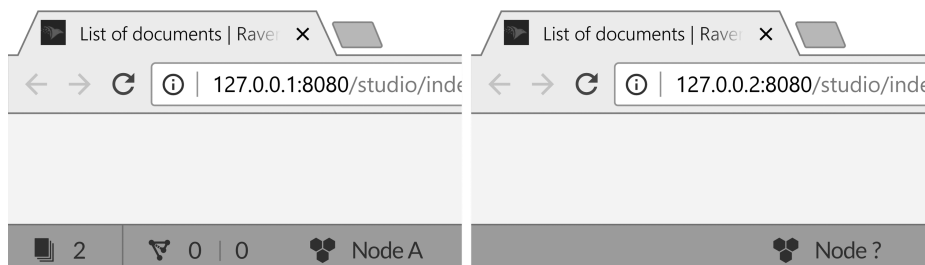 List of documents | Raven
127.0.0.1:8080/studio/inde
2 0 | 0 Node A
List of documents | Raven
127.0.0.2:8080/studio/inde
Node ?